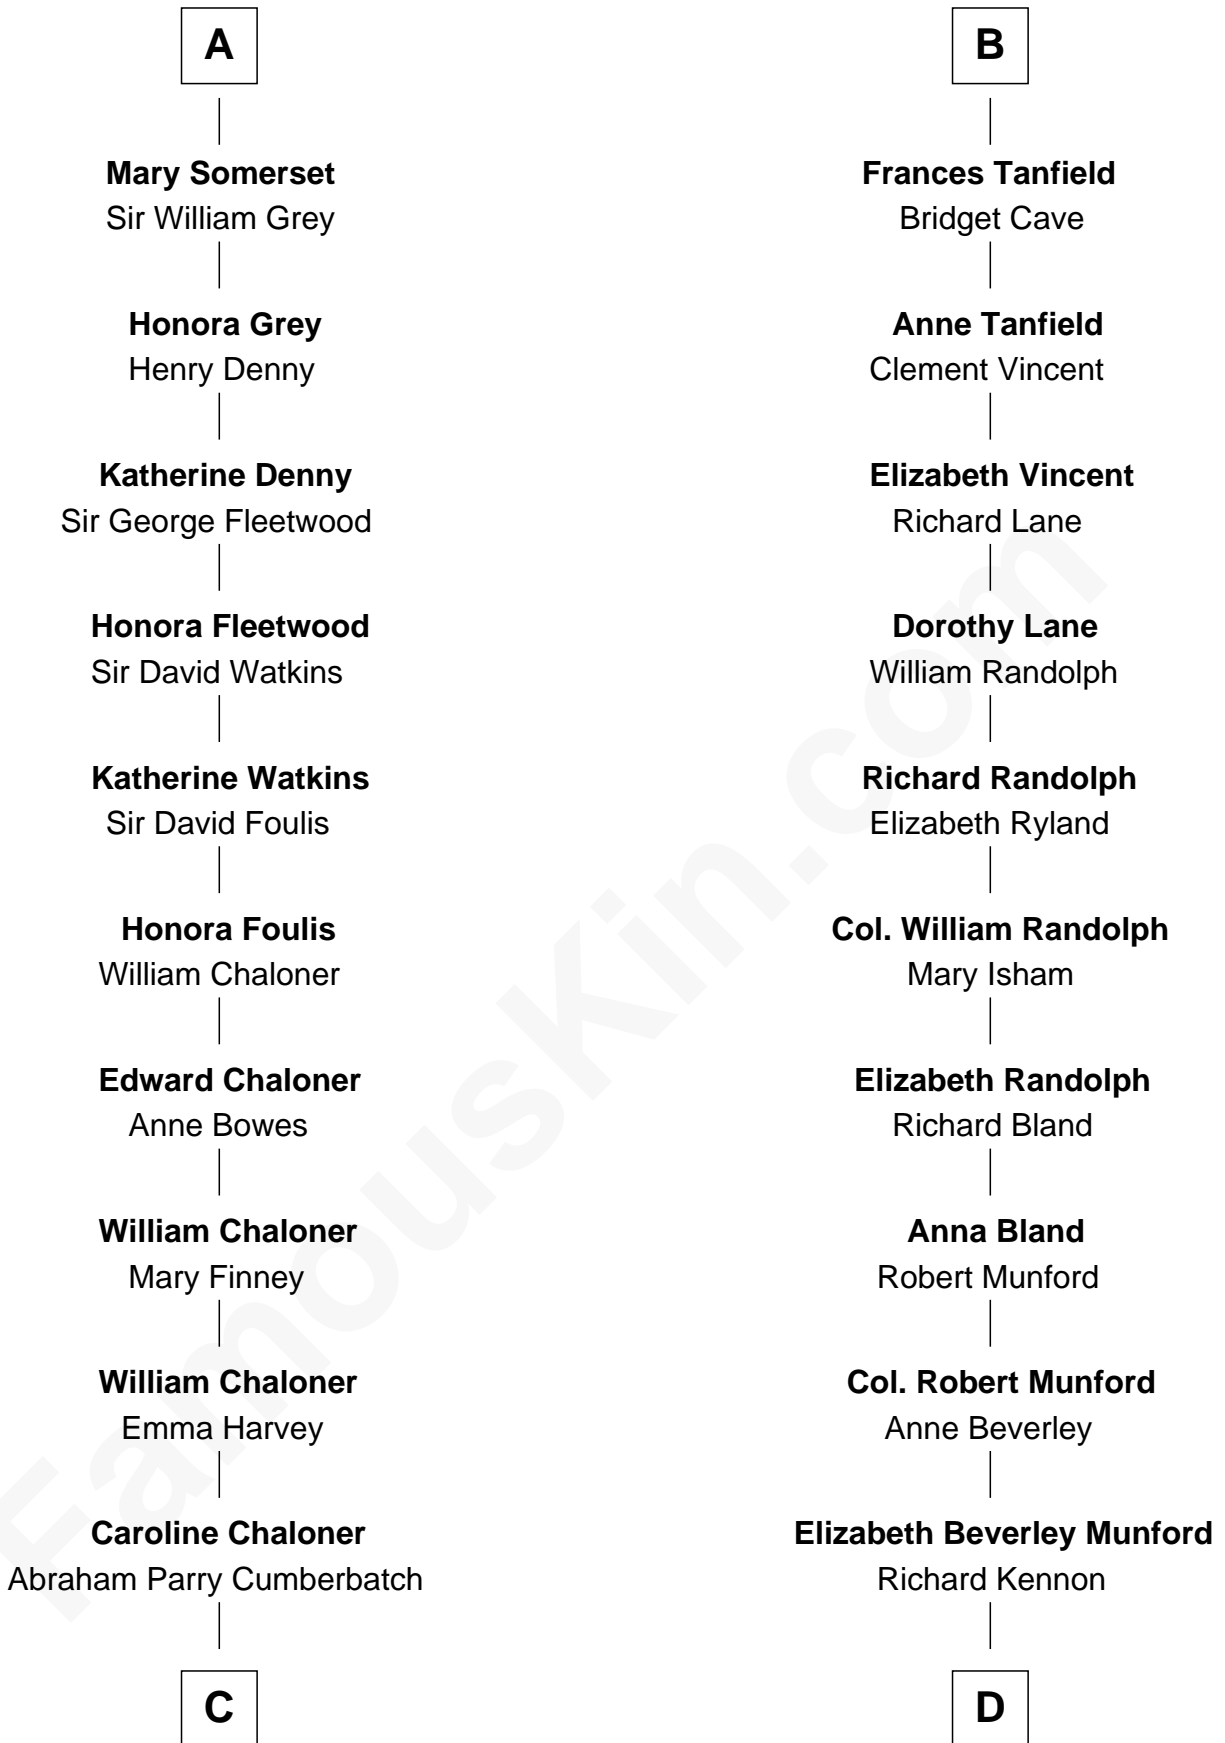 A
Mary Somerset
Sir William Grey
Honora Grey
Henry Denny
Katherine Denny
Sir George Fleetwood
Honora Fleetwood
Sir David Watkins
Katherine Watkins
Sir David Foulis
Honora Foulis
William Chaloner
Edward Chaloner
Anne Bowes
William Chaloner
Mary Finney
William Chaloner
Emma Harvey
Caroline Chaloner
Abraham Parry Cumberbatch
C
B
Frances Tanfield
Bridget Cave
Anne Tanfield
Clement Vincent
Elizabeth Vincent
Richard Lane
Dorothy Lane
William Randolph
Richard Randolph
Elizabeth Ryland
Col. William Randolph
Mary Isham
Elizabeth Randolph
Richard Bland
Anna Bland
Robert Munford
Col. Robert Munford
Anne Beverley
Elizabeth Beverley Munford
Richard Kennon
D
FamousKin.com